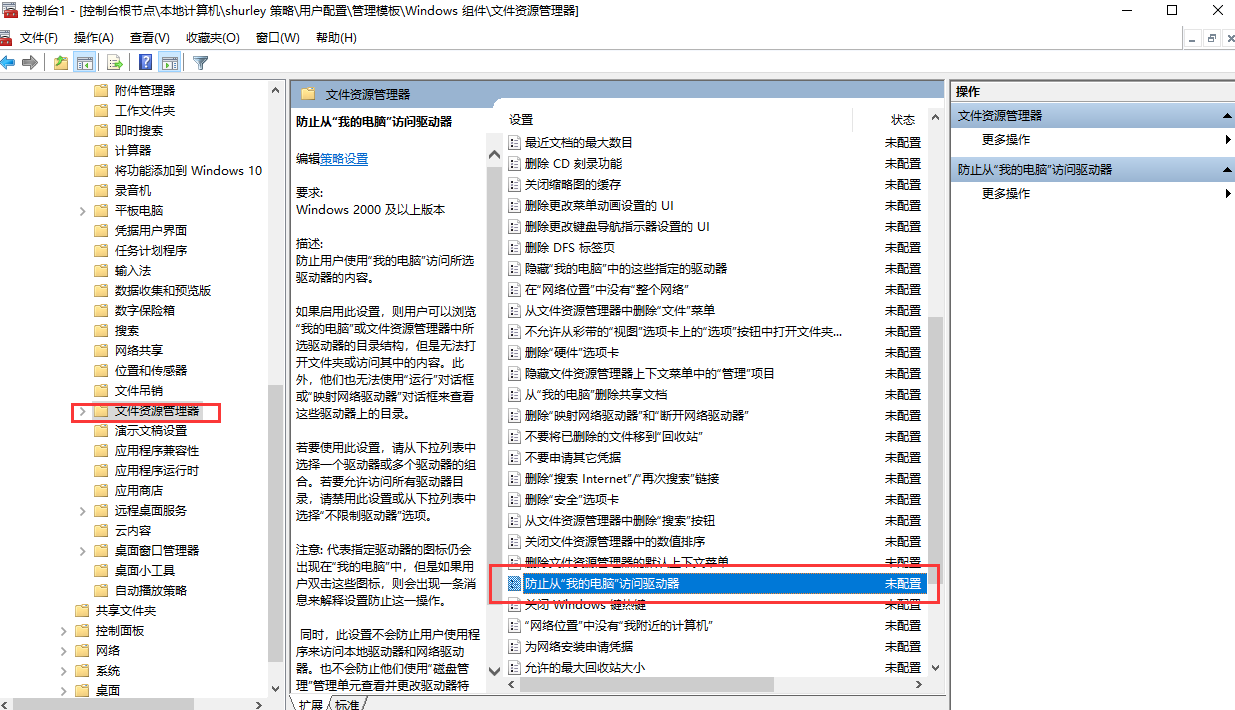 控制台1 - [控制台根节点\本地计算机\shurley 策略\用户配置\管理模板\Windows 组件\文件资源管理器]
文件(F) 操作(A) 查看(V) 收藏夹(O) 窗口(W) 帮助(H)
附件管理器
工作文件夹
即时搜索
计算器
将功能添加到 Windows 10
录音机
平板电脑
凭据用户界面
任务计划程序
输入法
数据收集和预览版
数字保险箱
搜索
网络共享
位置和传感器
文件吊销
文件资源管理器
演示文稿设置
应用程序兼容性
应用程序运行时
应用商店
远程桌面服务
云内容
桌面窗口管理器
桌面小工具
自动播放策略
共享文件夹
控制面板
网络
系统
桌面
文件资源管理器
防止从“我的电脑”访问驱动器
编辑策略设置
要求:
Windows 2000 及以上版本
描述:
防止用户使用“我的电脑”访问所选
驱动器的内容。
如果启用此设置，则用户可以浏览
“我的电脑”或文件资源管理器中所
选驱动器的目录结构，但是无法打
开文件夹或访问其中的内容。此
外，他们也无法使用“运行”对话框
或“映射网络驱动器”对话框来查看
这些驱动器上的目录。
若要使用此设置，请从下拉列表中
选择一个驱动器或多个驱动器的组
合。若要允许访问所有驱动器目
录，请禁用此设置或从下拉列表中
选择“不限制驱动器”选项。
注意: 代表指定驱动器的图标仍会
出现在“我的电脑”中，但是如果用
户双击这些图标，则会出现一条消
息来解释设置防止这一操作。
同时，此设置不会防止用户使用程
序来访问本地驱动器和网络驱动
器。也不会防止他们使用“磁盘管
理”管理单元查看并更改驱动器特
设置 状态
最近文档的最大数目 未配置
删除 CD 刻录功能 未配置
关闭缩略图的缓存 未配置
删除更改菜单动画设置的 UI 未配置
删除更改键盘导航指示器设置的 UI 未配置
删除 DFS 标签页 未配置
隐藏“我的电脑”中的这些指定的驱动器 未配置
在“网络位置”中没有“整个网络” 未配置
从文件资源管理器中删除“文件”菜单 未配置
不允许从彩带的“视图”选项卡上的“选项”按钮中打开文件夹... 未配置
删除“硬件”选项卡 未配置
隐藏文件资源管理器上下文菜单中的“管理”项目 未配置
从“我的电脑”删除共享文档 未配置
删除“映射网络驱动器”和“断开网络驱动器” 未配置
不要将已删除的文件移到“回收站” 未配置
不要申请其它凭据 未配置
删除“搜索 Internet”/“再次搜索”链接 未配置
删除“安全”选项卡 未配置
从文件资源管理器中删除“搜索”按钮 未配置
关闭文件资源管理器中的数值排序 未配置
删除文件资源管理器的默认上下文菜单 未配置
防止从“我的电脑”访问驱动器 未配置
关闭 Windows 键热键 未配置
“网络位置”中没有“我附近的计算机” 未配置
为网络安装申请凭据 未配置
允许的最大回收站大小 未配置
扩展 标准
操作
文件资源管理器
更多操作
防止从“我的电脑”访问驱动器
更多操作